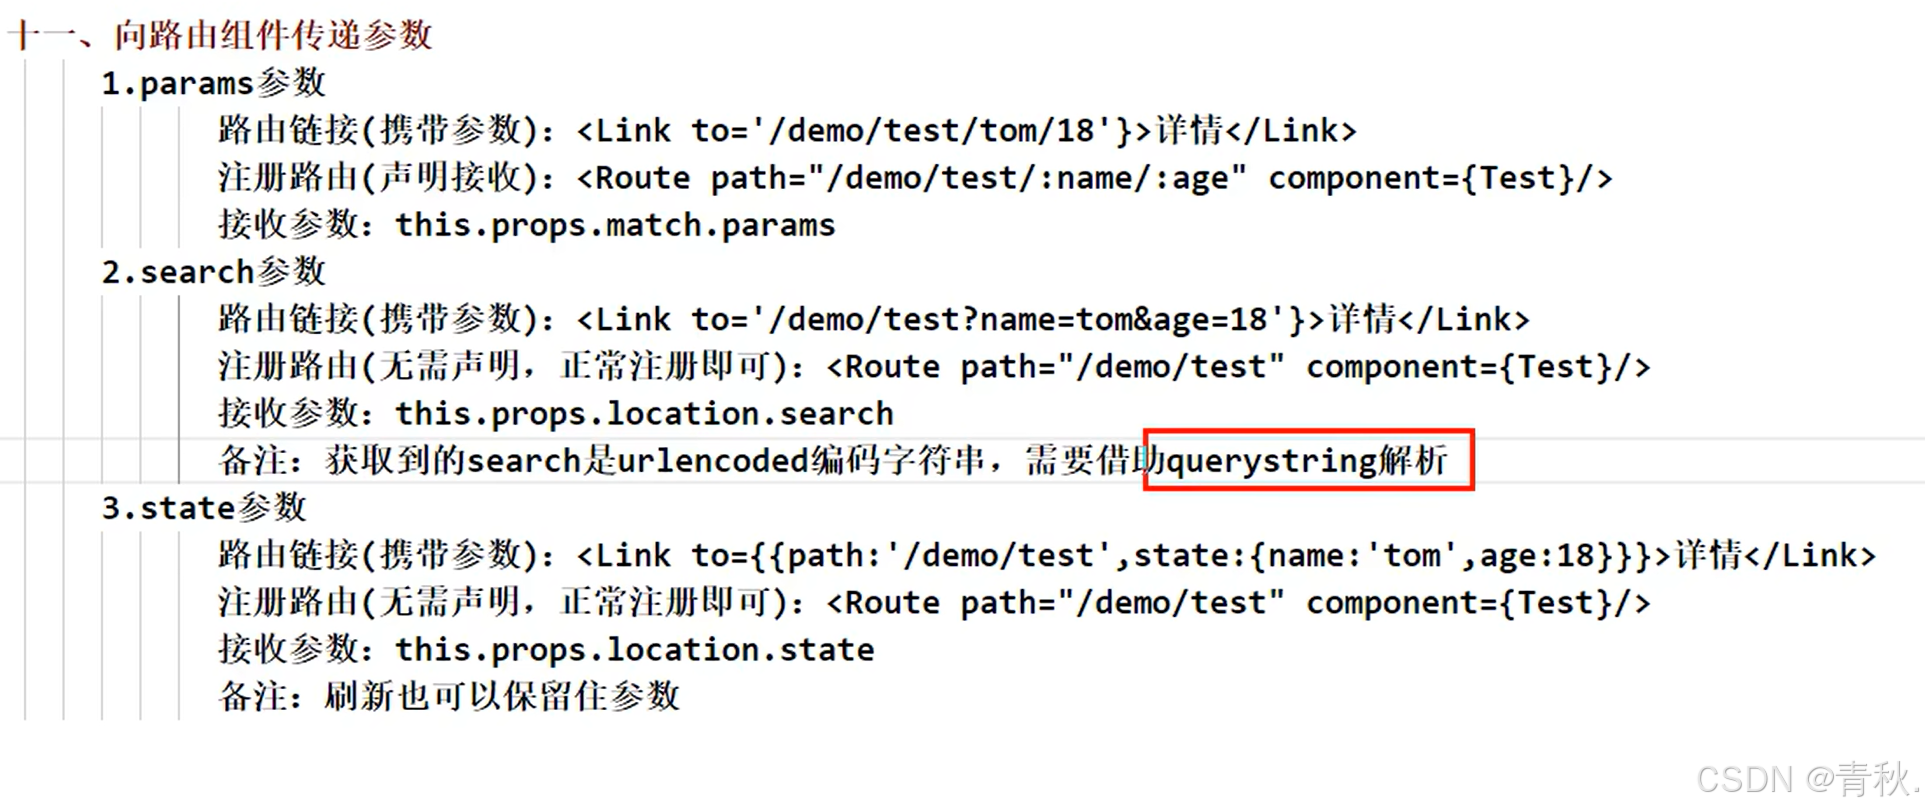 十一、向路由组件传递参数
1.params参数
路由链接(携带参数)：<Link to='/demo/test/tom/18'}>详情</Link>
注册路由(声明接收)：<Route path="/demo/test/:name/:age" component={Test}/>
接收参数：this.props.match.params
2.search参数
路由链接(携带参数)：<Link to='/demo/test?name=tom&age=18'}>详情</Link>
注册路由(无需声明，正常注册即可)：<Route path="/demo/test" component={Test}/>
接收参数：this.props.location.search
备注：获取到的search是urlencoded编码字符串，需要借助querystring解析
3.state参数
路由链接(携带参数)：<Link to={{path:'/demo/test',state:{name:'tom',age:18}}}>详情</Link>
注册路由(无需声明，正常注册即可)：<Route path="/demo/test" component={Test}/>
接收参数：this.props.location.state
备注：刷新也可以保留住参数
CSDN @青秋.